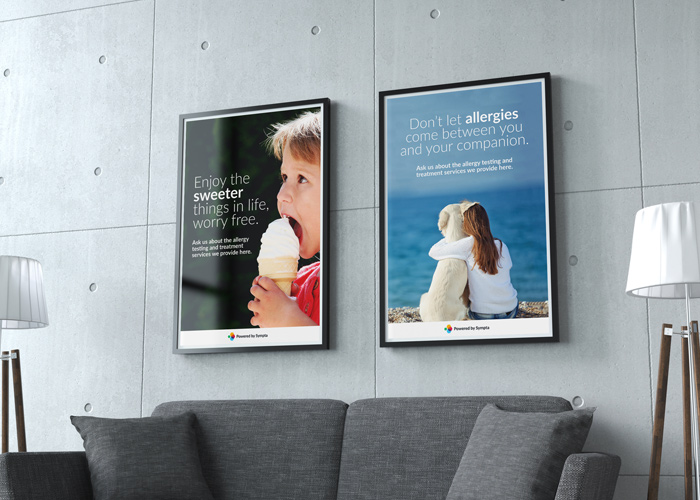 Enjoy the
sweeter
things in life,
worry free.
Ask us about the allergy
testing and treatment
services we provide here.
Powered by Sympta
Don't let allergies
come between you
and your companion.
Ask us about the allergy testing and
treatment services we provide here.
Powered by Sympta